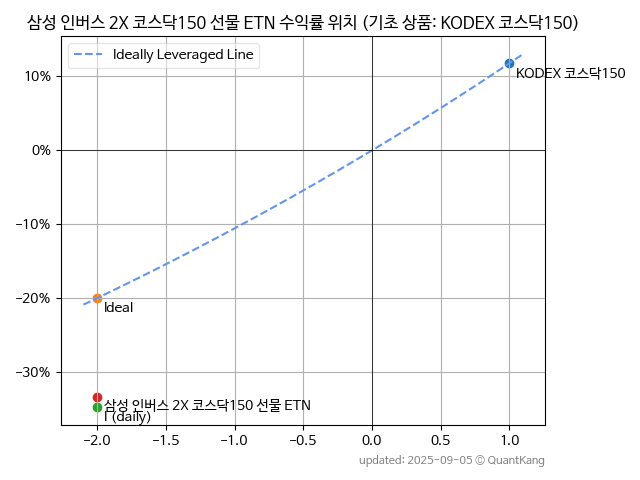 삼성 인버스 2X 코스닥150 선물 ETN 수익률 위치 (기초 상품: KODEX 코스닥150)
Ideally Leveraged Line
10%
KODEX 코스닥150
0%
−10%
−20%
Ideal
−30%
삼성 인버스 2X 코스닥150 선물 ETN
(daily)
−2.0 −1.5 −1.0 −0.5 0.0 0.5 1.0
updated: 2025-09-05 © QuantKang